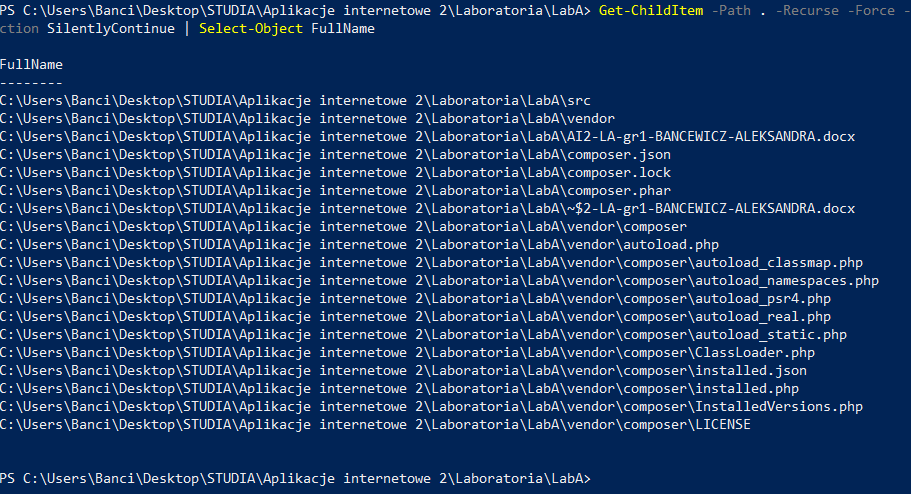 PS C:\Users\Banci\Desktop\STUDIA\Aplikacje internetowe 2\Laboratoria\LabA> Get-ChildItem -Path . -Recurse -Force -
ction SilentlyContinue | Select-Object FullName
FullName
--------
C:\Users\Banci\Desktop\STUDIA\Aplikacje internetowe 2\Laboratoria\LabA\src
C:\Users\Banci\Desktop\STUDIA\Aplikacje internetowe 2\Laboratoria\LabA\vendor
C:\Users\Banci\Desktop\STUDIA\Aplikacje internetowe 2\Laboratoria\LabA\AI2-LA-gr1-BANCEWICZ-ALEKSANDRA.docx
C:\Users\Banci\Desktop\STUDIA\Aplikacje internetowe 2\Laboratoria\LabA\composer.json
C:\Users\Banci\Desktop\STUDIA\Aplikacje internetowe 2\Laboratoria\LabA\composer.lock
C:\Users\Banci\Desktop\STUDIA\Aplikacje internetowe 2\Laboratoria\LabA\composer.phar
C:\Users\Banci\Desktop\STUDIA\Aplikacje internetowe 2\Laboratoria\LabA\~$2-LA-gr1-BANCEWICZ-ALEKSANDRA.docx
C:\Users\Banci\Desktop\STUDIA\Aplikacje internetowe 2\Laboratoria\LabA\vendor\composer
C:\Users\Banci\Desktop\STUDIA\Aplikacje internetowe 2\Laboratoria\LabA\vendor\autoload.php
C:\Users\Banci\Desktop\STUDIA\Aplikacje internetowe 2\Laboratoria\LabA\vendor\composer\autoload_classmap.php
C:\Users\Banci\Desktop\STUDIA\Aplikacje internetowe 2\Laboratoria\LabA\vendor\composer\autoload_namespaces.php
C:\Users\Banci\Desktop\STUDIA\Aplikacje internetowe 2\Laboratoria\LabA\vendor\composer\autoload_psr4.php
C:\Users\Banci\Desktop\STUDIA\Aplikacje internetowe 2\Laboratoria\LabA\vendor\composer\autoload_real.php
C:\Users\Banci\Desktop\STUDIA\Aplikacje internetowe 2\Laboratoria\LabA\vendor\composer\autoload_static.php
C:\Users\Banci\Desktop\STUDIA\Aplikacje internetowe 2\Laboratoria\LabA\vendor\composer\ClassLoader.php
C:\Users\Banci\Desktop\STUDIA\Aplikacje internetowe 2\Laboratoria\LabA\vendor\composer\installed.json
C:\Users\Banci\Desktop\STUDIA\Aplikacje internetowe 2\Laboratoria\LabA\vendor\composer\installed.php
C:\Users\Banci\Desktop\STUDIA\Aplikacje internetowe 2\Laboratoria\LabA\vendor\composer\InstalledVersions.php
C:\Users\Banci\Desktop\STUDIA\Aplikacje internetowe 2\Laboratoria\LabA\vendor\composer\LICENSE
PS C:\Users\Banci\Desktop\STUDIA\Aplikacje internetowe 2\Laboratoria\LabA>